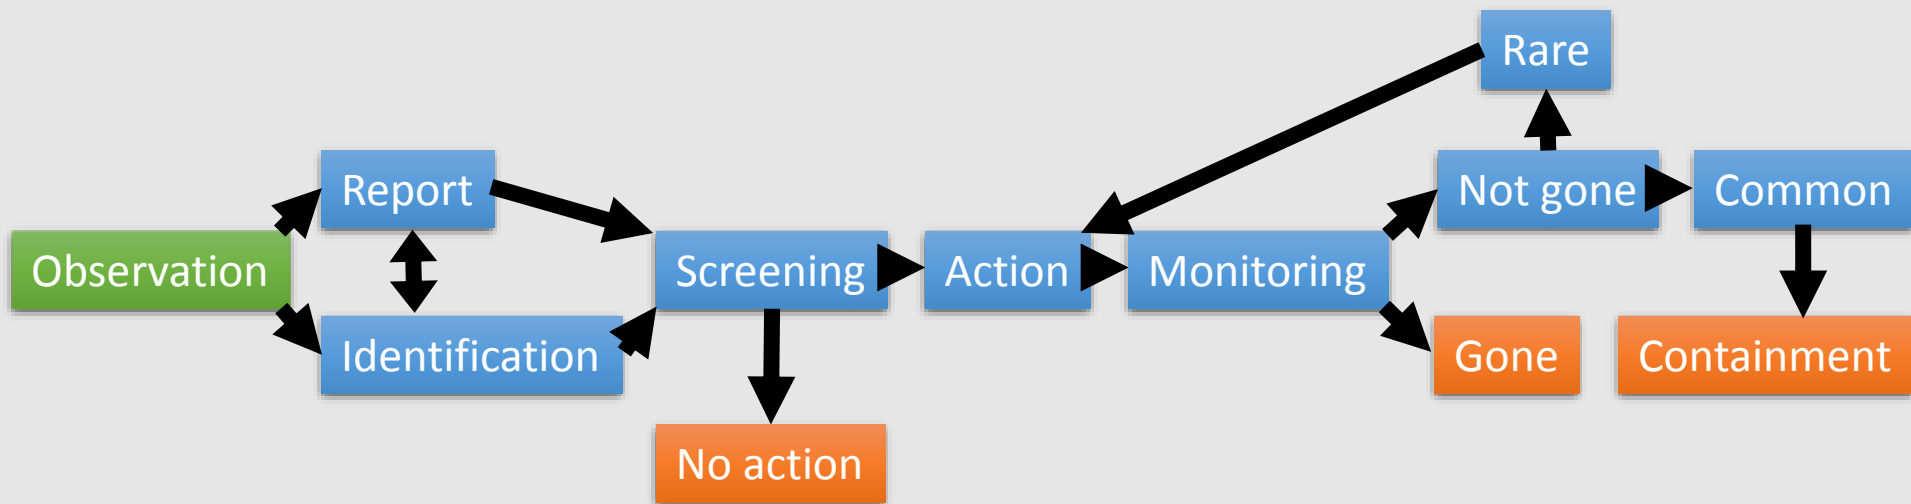 Rare
Report
Not gone
Common
Observation
Screening
Action
Monitoring
Identification
Gone
Containment
No action